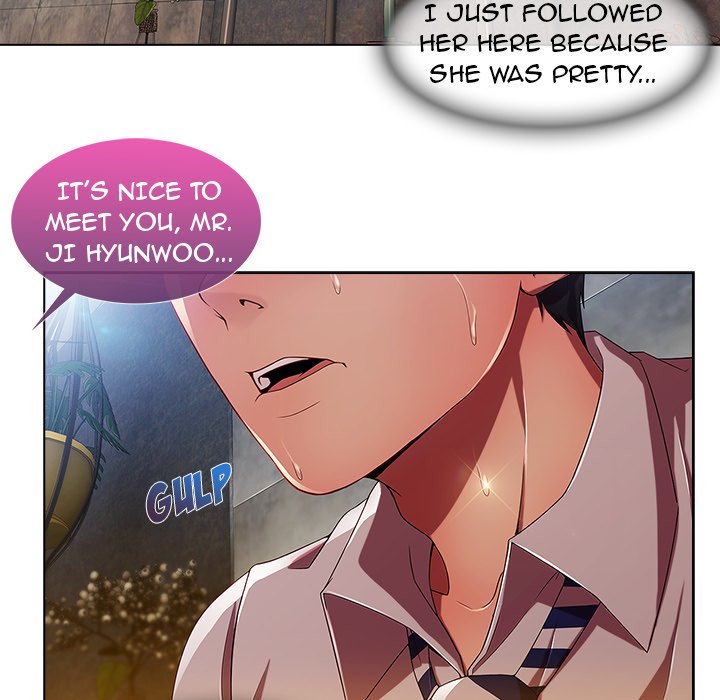 I JUST FOLLOWED
HER HERE BECAUSE
SHE WAS PRETTY...
IT'S NICE TO
MEET YOU, MR.
JI HYUNWOO...
GULP